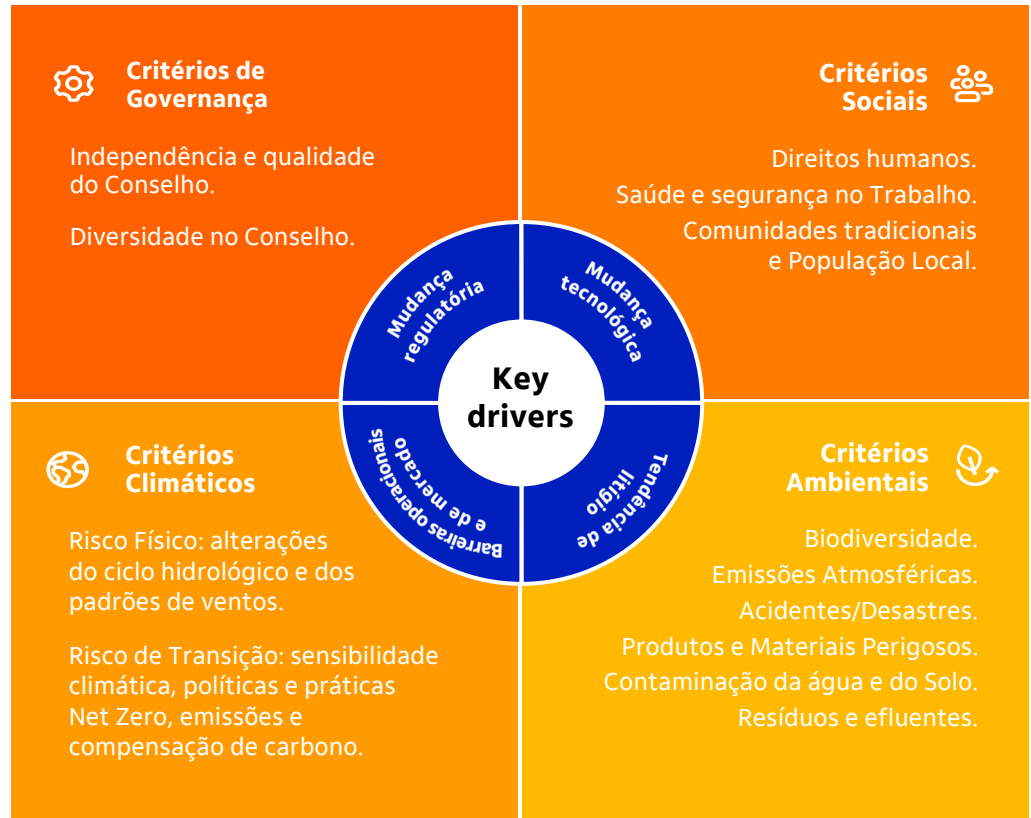 Critérios de
Governança
Independência e qualidade
do Conselho.
Diversidade no Conselho.
Critérios
Sociais
Direitos humanos.
Saúde e segurança no Trabalho.
Comunidades tradicionais
e População Local.
Mudança
regulatória
Mudança
tecnológica
Key
drivers
Barreiras operacionais
e de mercado
Tendência de
litígio
Critérios
Climáticos
Risco Físico: alterações
do ciclo hidrológico e dos
padrões de ventos.
Risco de Transição: sensibilidade
climática, políticas e práticas
Net Zero, emissões e
compensação de carbono.
Critérios
Ambientais
Biodiversidade.
Emissões Atmosféricas.
Acidentes/Desastres.
Produtos e Materiais Perigosos.
Contaminação da água e do Solo.
Resíduos e efluentes.